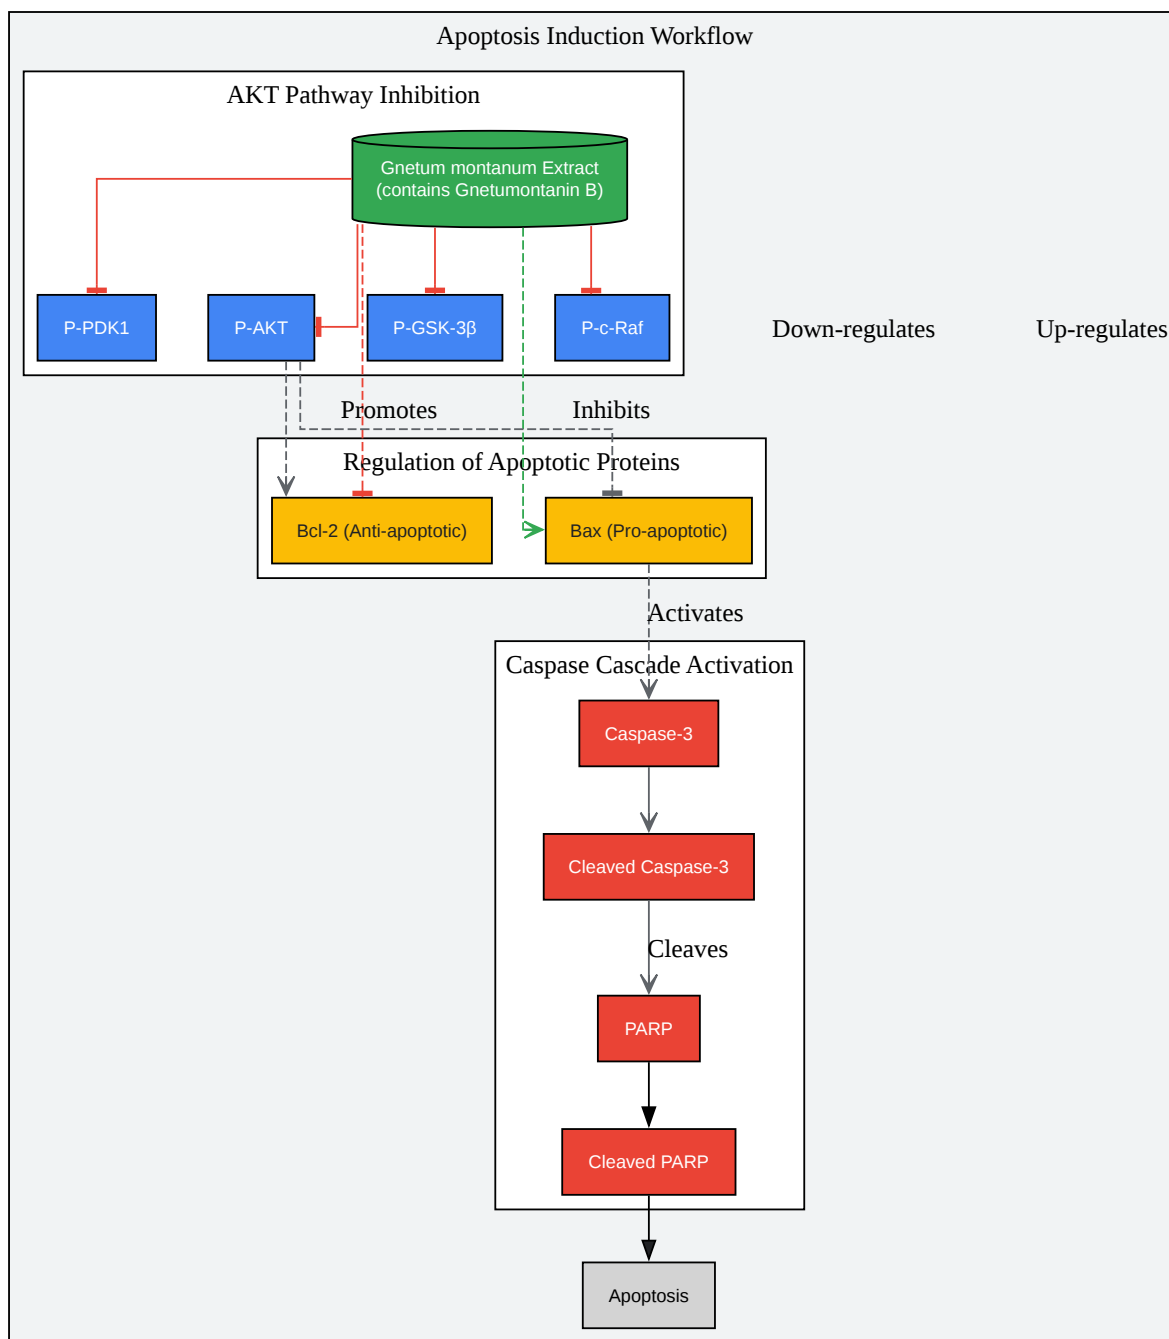 Apoptosis Induction Workflow
AKT Pathway Inhibition
Gnetum montanum Extract
(contains Gnetumontanin B)
P-PDK1
P-AKT
P-GSK-3β
P-c-Raf
Down-regulates
Up-regulates
Promotes
Inhibits
Regulation of Apoptotic Proteins
Bcl-2 (Anti-apoptotic)
Bax (Pro-apoptotic)
Activates
Caspase Cascade Activation
Caspase-3
Cleaved Caspase-3
Cleaves
PARP
Cleaved PARP
Apoptosis